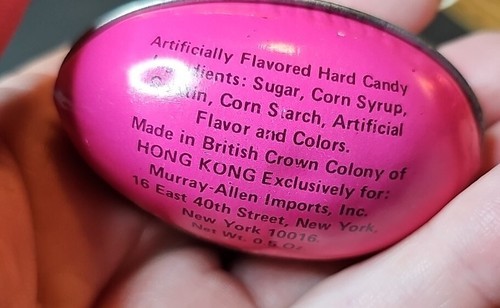 Artificially Flavored Hard Candy
Ingredients: Sugar, Corn Syrup,
Gelatin, Corn Starch, Artificial
Flavor and Colors.
Made in British Crown Colony of
HONG KONG Exclusively for:
Murray-Allen Imports, Inc.
16 East 40th Street, New York,
New York 10016.
Net Wt. 0.5 Oz.